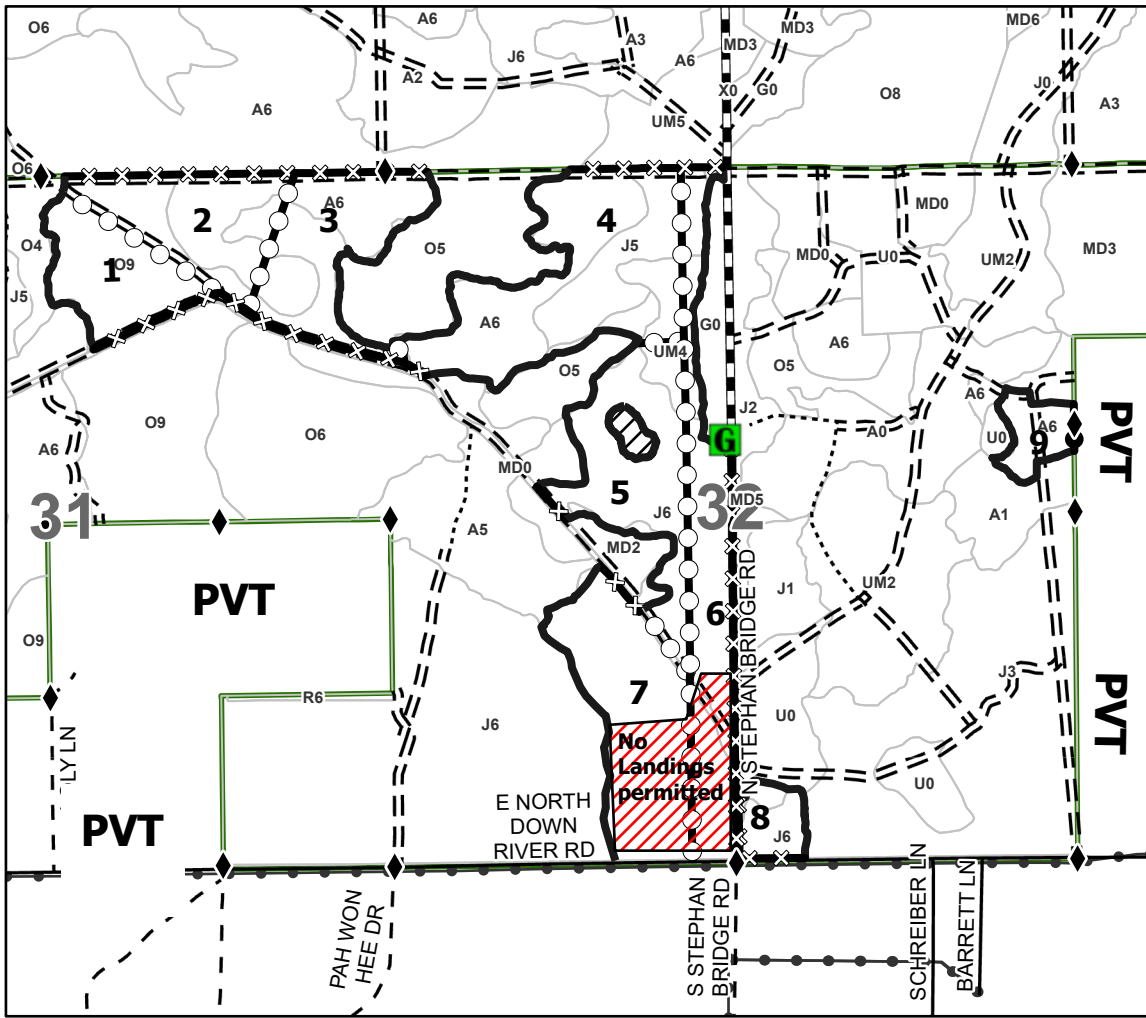 O6
A6
A3
MD3
MD3
MD6
J6
A6
A2
X0
G0
J0
O8
A3
A6
UM5
O6
A6
2
3
4
MD0
O4
O5
J5
MD0
U0
UM2
MD3
1
O9
J5
A6
G0
UM4
O5
A6
O5
J2
A6
O9
O6
A0
U0
A6
9
PVT
A6
MD0
5
32
MD5
31
J6
A1
A5
MD2
PVT
6
J1
UM2
O9
N STEPHAN BRIDGE RD
J3
R6
7
PVT
J6
U0
LY LN
No
Landings
permitted
U0
PVT
E NORTH
DOWN
RIVER RD
8
J6
PAH WON
HEE DR
S STEPHAN
BRIDGE RD
SCHREIBER LN
BARRETT LN
G